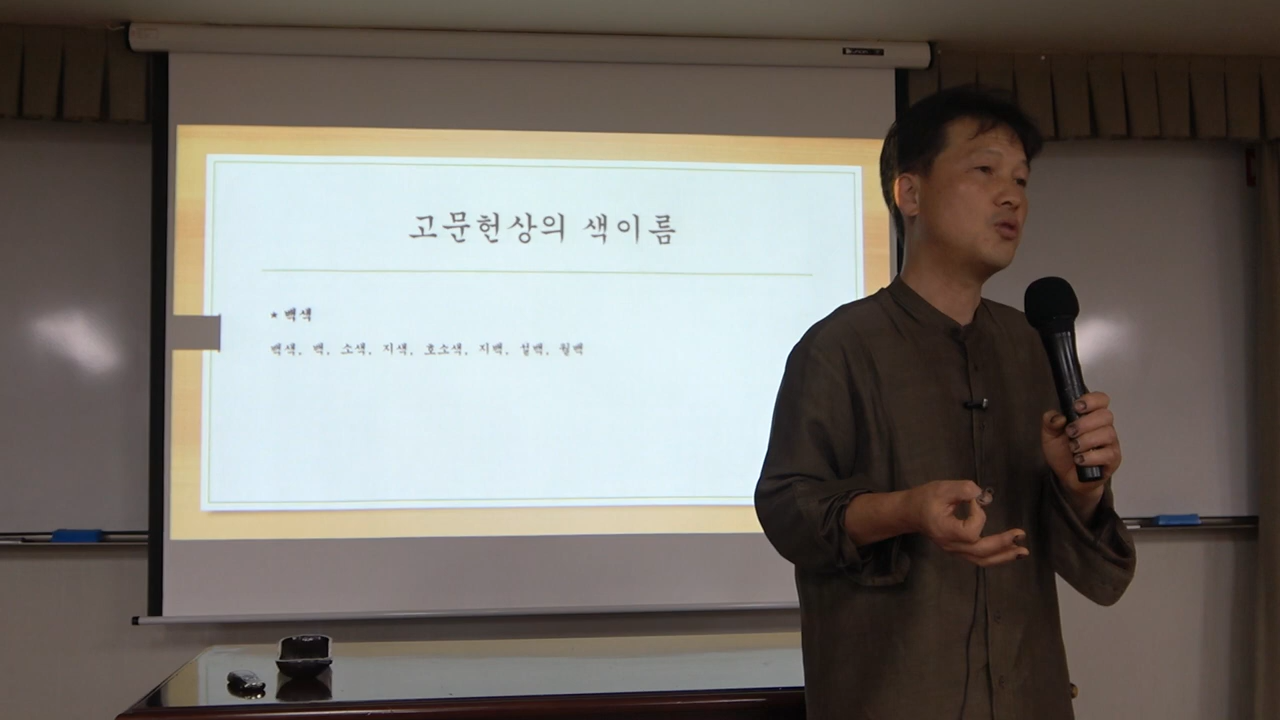 고문헌상의 색이름
* 백색
백색, 백, 소색, 지색, 호소색, 지백, 설백, 월백